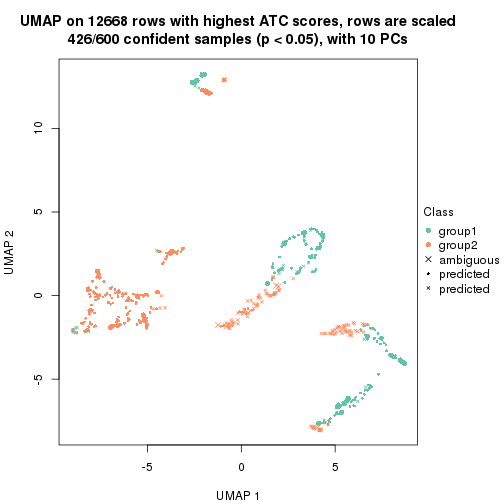 UMAP on 12668 rows with highest ATC scores, rows are scaled
426/600 confident samples (p < 0.05), with 10 PCs
10
5
0
-5
UMAP 2
-5
0
5
UMAP 1
Class
group1
group2
ambiguous
predicted
predicted